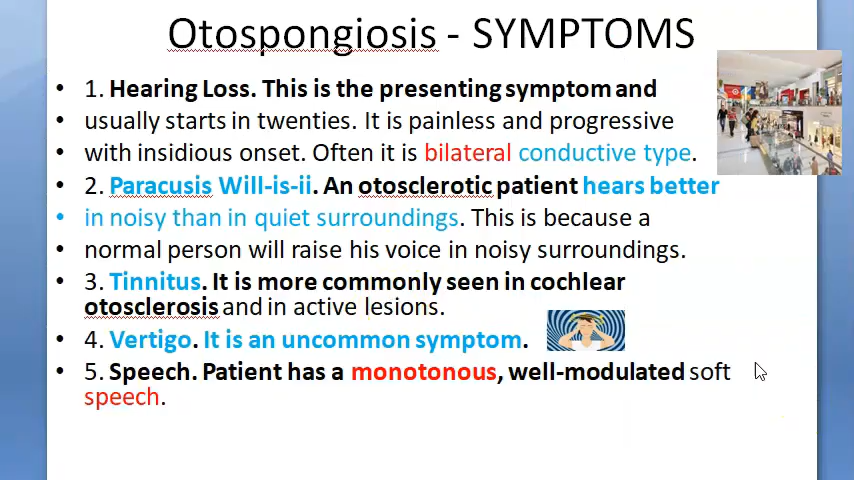 Otospongiosis - SYMPTOMS
• 1. Hearing Loss. This is the presenting symptom and
• usually starts in twenties. It is painless and progressive
• with insidious onset. Often it is bilateral conductive type.
• 2. Paracusis Will-is-ii. An otosclerotic patient hears better
• in noisy than in quiet surroundings. This is because a
• normal person will raise his voice in noisy surroundings.
• 3. Tinnitus. It is more commonly seen in cochlear
otosclerosis and in active lesions.
• 4. Vertigo. It is an uncommon symptom.
• 5. Speech. Patient has a monotonous, well-modulated soft
speech.